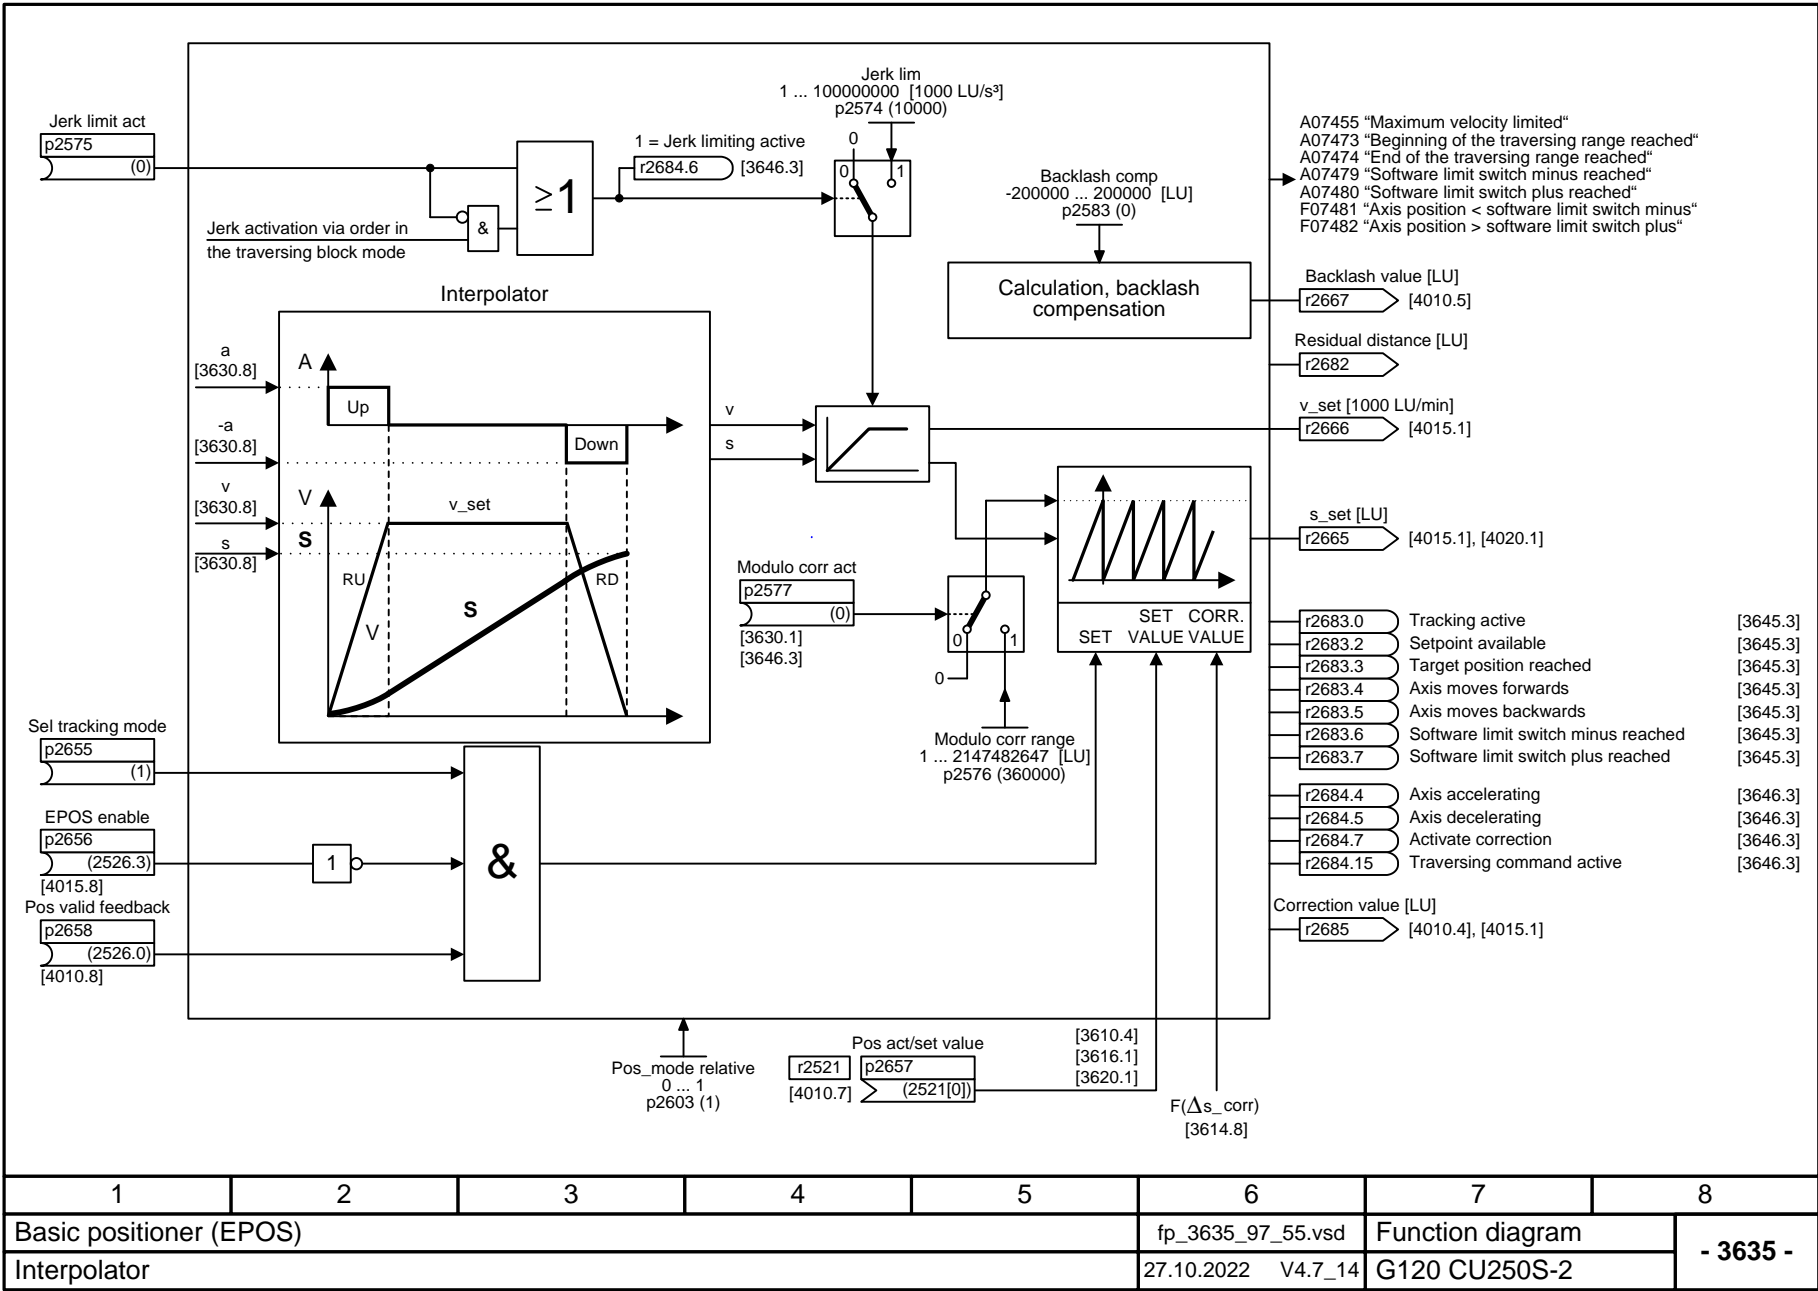 Jerk lim
1 ... 100000000 [1000 LU/s³]
p2574 (10000)
0
0
1
Jerk limit act
p2575
(0)
≥1
1 = Jerk limiting active
r2684.6
[3646.3]
&
Jerk activation via order in
the traversing block mode
Backlash comp
-200000 ... 200000 [LU]
p2583 (0)
Calculation, backlash
compensation
A07455 “Maximum velocity limited“
A07473 “Beginning of the traversing range reached“
A07474 “End of the traversing range reached“
A07479 “Software limit switch minus reached“
A07480 “Software limit switch plus reached“
F07481 “Axis position < software limit switch minus“
F07482 “Axis position > software limit switch plus“
Backlash value [LU]
r2667
[4010.5]
Residual distance [LU]
r2682
v_set [1000 LU/min]
r2666
[4015.1]
s_set [LU]
r2665
[4015.1], [4020.1]
Interpolator
a
[3630.8]
-a
[3630.8]
v
[3630.8]
s
[3630.8]
A
Up
Down
V
S
v_set
RU
V
S
RD
v
s
Modulo corr act
p2577
(0)
[3630.1]
[3646.3]
0
1
0
Modulo corr range
1 ... 2147482647 [LU]
p2576 (360000)
SET
SET
VALUE
CORR.
VALUE
r2683.0 Tracking active [3645.3]
r2683.2 Setpoint available [3645.3]
r2683.3 Target position reached [3645.3]
r2683.4 Axis moves forwards [3645.3]
r2683.5 Axis moves backwards [3645.3]
r2683.6 Software limit switch minus reached [3645.3]
r2683.7 Software limit switch plus reached [3645.3]
r2684.4 Axis accelerating [3646.3]
r2684.5 Axis decelerating [3646.3]
r2684.7 Activate correction [3646.3]
r2684.15 Traversing command active [3646.3]
Correction value [LU]
r2685
[4010.4], [4015.1]
Sel tracking mode
p2655
(1)
EPOS enable
p2656
(2526.3)
[4015.8]
Pos valid feedback
p2658
(2526.0)
[4010.8]
1
&
Pos_mode relative
0 ... 1
p2603 (1)
r2521
[4010.7]
Pos act/set value
p2657
(2521[0])
[3610.4]
[3616.1]
[3620.1]
F(Δs_corr)
[3614.8]
1 2 3 4 5 6 7 8
Basic positioner (EPOS)
fp_3635_97_55.vsd
Function diagram
- 3635 -
Interpolator
27.10.2022 V4.7_14
G120 CU250S-2